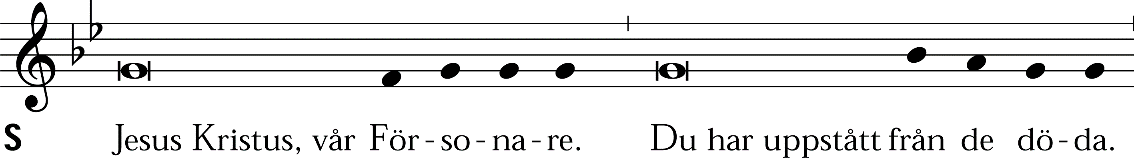 S Jesus Kristus, vår För-so-na-re. Du har uppstått från de dö-da.